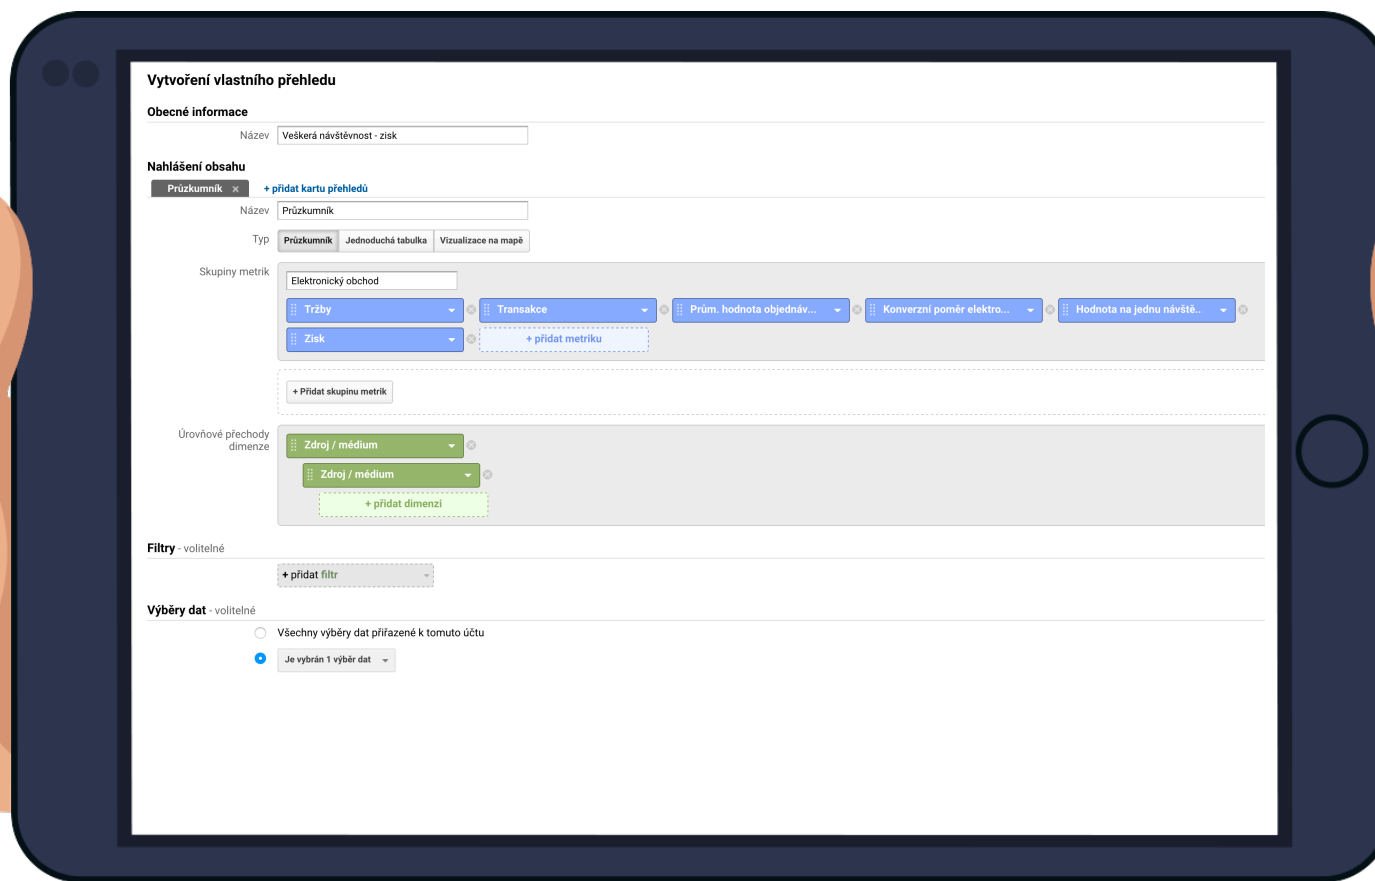 Vytvoření vlastního přehledu
Obecné informace
Název Veškerá návštěvnost - zisk
Nahlášení obsahu
Průzkumník × + přidat kartu přehledů
Název Průzkumník
Typ Průzkumník Jednoduchá tabulka Vizualizace na mapě
Skupiny metrik
Elektronický obchod
Tržby Transakce Prům. hodnota objednáv... Konverzní poměr elektro... Hodnota na jednu návště..
Zisk + přidat metriku
+ Přidat skupinu metrik
Úrovňové přechody
dimenze
Zdroj / médium
Zdroj / médium
+ přidat dimenzi
Filtry - volitelné
+ přidat filtr
Výběry dat - volitelné
Všechny výběry dat přiřazené k tomuto účtu
Je vybrán 1 výběr dat